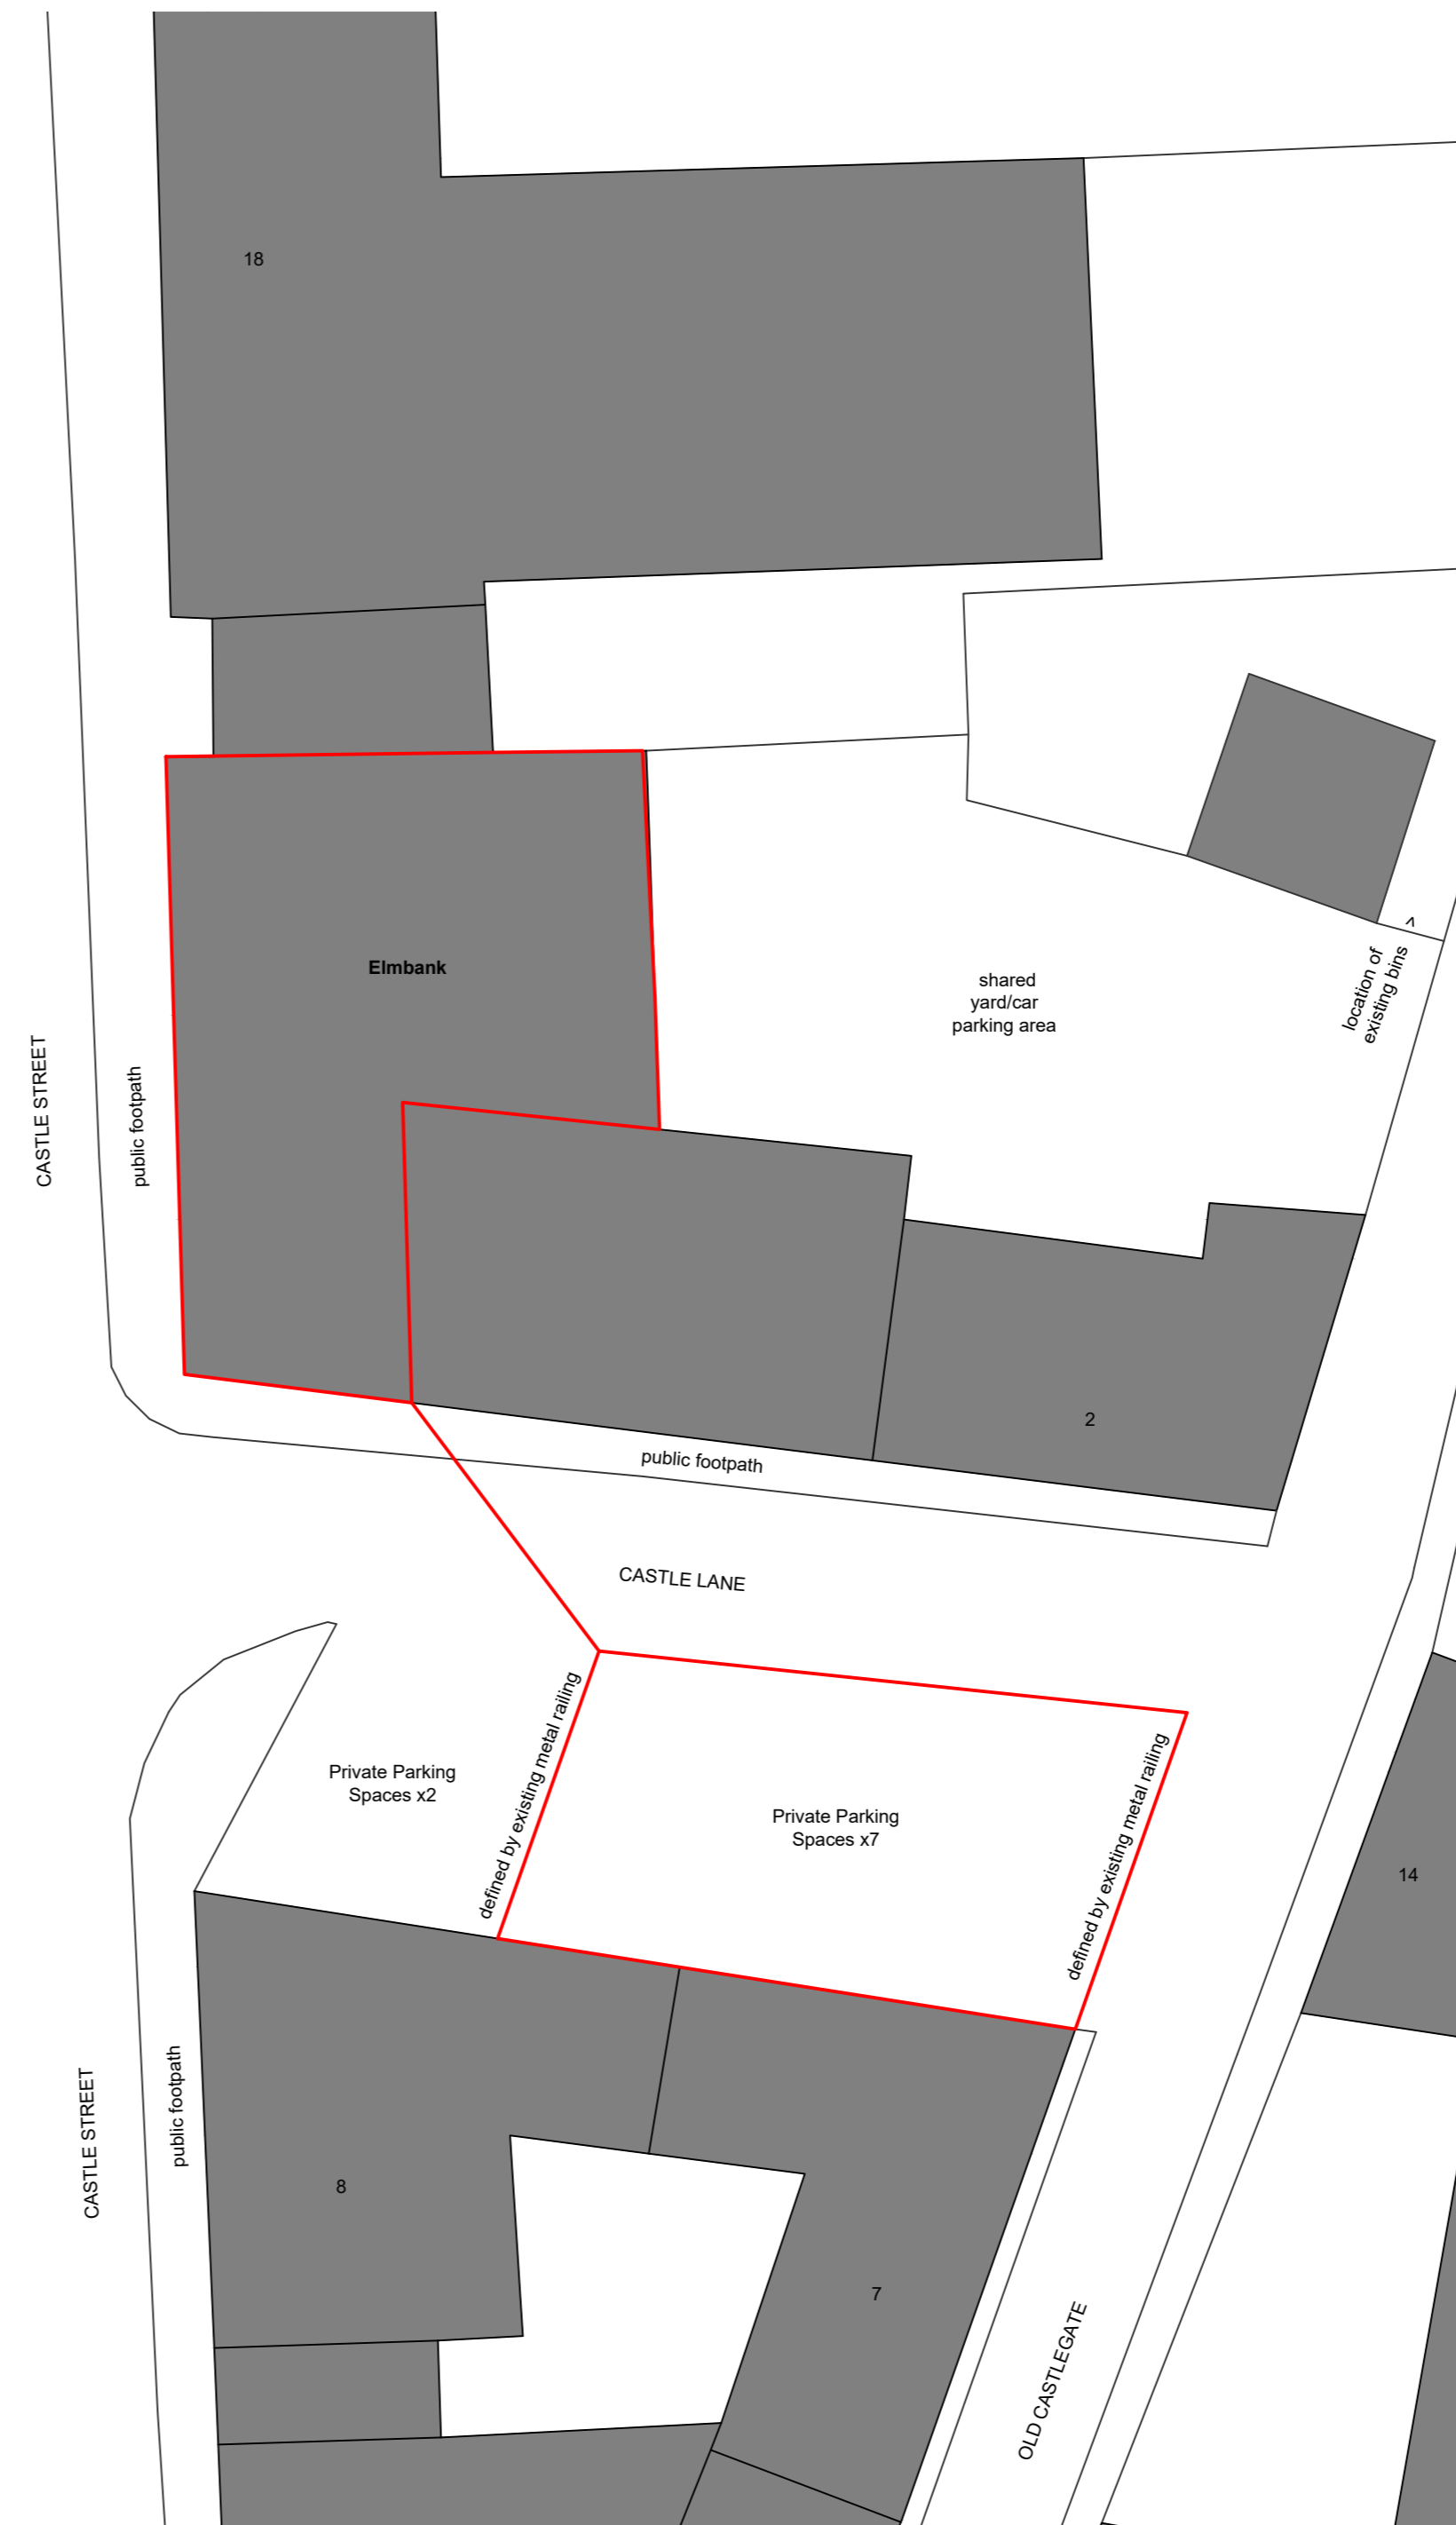 18
Elmbank
shared
yard/car
parking area
location of
existing bins
>
CASTLE STREET
public footpath
2
public footpath
CASTLE LANE
defined by existing metal railing
Private Parking
Spaces x2
Private Parking
Spaces x7
defined by existing metal railing
14
CASTLE STREET
public footpath
8
7
OLD CASTLEGATE